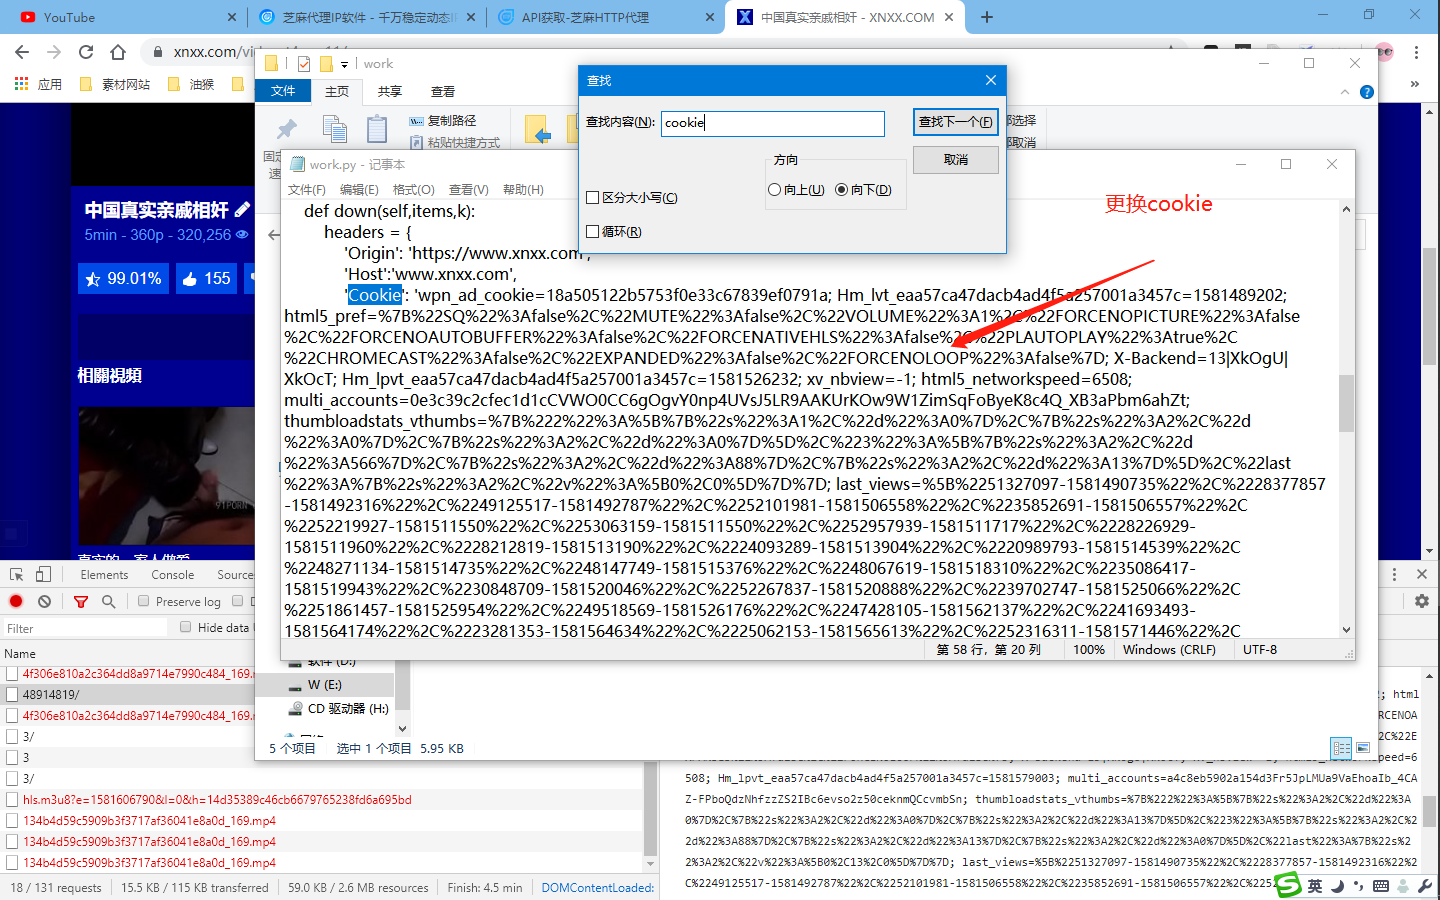 YouTube
芝麻代理IP软件 - 千万稳定动态I
API获取-芝麻HTTP代理
中国真实亲戚相奸 - XNXX.COM
xnxx.com/vid
应用
素材网站
油猴
work
文件
主页
共享
查看
复制路径
粘贴快捷方式
查找
查找内容(N):
cookie
查找下一个(F)
取消
方向
向上(U)
向下(D)
区分大小写(C)
循环(R)
更换cookie
中国真实亲戚相奸
5min - 360p - 320,256
99.01%
155
相關視頻
work.py - 记事本
文件(F)
编辑(E)
格式(O)
查看(V)
帮助(H)
def down(self,items,k):
headers = {
'Origin': 'https://www.xnxx.com',
'Host':'www.xnxx.com',
'Cookie': 'wpn_ad_cookie=18a505122b5753f0e33c67839ef0791a; Hm_lvt_eaa57ca47dacb4ad4f5a257001a3457c=1581489202;
html5_pref=%7B%22SQ%22%3Afalse%2C%22MUTE%22%3Afalse%2C%22VOLUME%22%3A1%2C%22FORCENOPICTURE%22%3Afalse
%2C%22FORCENOAUTOBUFFER%22%3Afalse%2C%22FORCENATIVEHLS%22%3Afalse%2C%22PLAUTOPLAY%22%3Atrue%2C
%22CHROMECAST%22%3Afalse%2C%22EXPANDED%22%3Afalse%2C%22FORCENOLOOP%22%3Afalse%7D; X-Backend=13|XkOgU|
XkOcT; Hm_lpvt_eaa57ca47dacb4ad4f5a257001a3457c=1581526232; xv_nbview=-1; html5_networkspeed=6508;
multi_accounts=0e3c39c2cfec1d1cCVWO0CC6gOgvY0np4UVsJ5LR9AAKUrKOw9W1ZimSqFoByeK8c4Q_XB3aPbm6ahZt;
thumbloadstats_vthumbs=%7B%222%22%3A%5B%7B%22s%22%3A1%2C%22d%22%3A0%7D%2C%7B%22s%22%3A2%2C%22d
%22%3A0%7D%2C%7B%22s%22%3A2%2C%22d%22%3A0%7D%5D%2C%223%22%3A%5B%7B%22s%22%3A2%2C%22d
%22%3A566%7D%2C%7B%22s%22%3A2%2C%22d%22%3A88%7D%2C%7B%22s%22%3A2%2C%22d%22%3A13%7D%5D%2C%22last
%22%3A%7B%22s%22%3A2%2C%22v%22%3A%5B0%2C0%5D%7D%7D; last_views=%5B%2251327097-1581490735%22%2C%2228377857
-1581492316%22%2C%2249125517-1581492787%22%2C%2252101981-1581506558%22%2C%2235852691-1581506557%22%2C
%2252219927-1581511550%22%2C%2253063159-1581511550%22%2C%2252957939-1581511717%22%2C%2228226929-
1581511960%22%2C%2228212819-1581513190%22%2C%2224093289-1581513904%22%2C%2220989793-1581514539%22%2C
%2248271134-1581514735%22%2C%2248147749-1581515376%22%2C%2248067619-1581518310%22%2C%2235086417-
1581519943%22%2C%2230848709-1581520046%22%2C%2252267837-1581520888%22%2C%2239702747-1581525066%22%2C
%2251861457-1581525954%22%2C%2249518569-1581526176%22%2C%2247428105-1581562137%22%2C%2241693493-
1581564174%22%2C%2223281353-1581564634%22%2C%2225062153-1581565613%22%2C%2252316311-1581571446%22%2C
第 58 行，第 20 列
100%
Windows (CRLF)
UTF-8
Elements
Console
Preserve log
Filter
Hide data
Name
4f306e810a2c364dd8a9714e7990c484_169.
48914819/
4f306e810a2c364dd8a9714e7990c484_169.
3/
3
3/
hls.m3u8?e=1581606790&l=0&h=14d35389c46cb6679765238fd6a695bd
134b4d59c5909b3f3717af36041e8a0d_169.mp4
134b4d59c5909b3f3717af36041e8a0d_169.mp4
134b4d59c5909b3f3717af36041e8a0d_169.mp4
18 / 131 requests
15.5 KB / 115 KB transferred
59.0 KB / 2.6 MB resources
Finish: 4.5 min
DOMContentLoaded:
软件 (D:)
W (E:)
CD 驱动器 (H:)
5 个项目
选中 1 个项目 5.95 KB
508; Hm_lpvt_eaa57ca47dacb4ad4f5a257001a3457c=1581579003; multi_accounts=a4c8eb5902a154d3Fr5JpLMUa9VaEhoaIb_4CA
Z-FPboQdzNhfzzZS2IBc6evso2z50ceknmQCcvmbSn; thumbloadstats_vthumbs=%7B%222%22%3A%5B%7B%22s%22%3A1%2C%22d%22%3A
0%7D%2C%7B%22s%22%3A2%2C%22d%22%3A13%7D%5D%2C%223%22%3A%5B%7B%22s%22%3A2%2C%2
2d%22%3A88%7D%2C%7B%22s%22%3A2%2C%22d%22%3A13%7D%2C%7B%22s%22%3A2%2C%22d%22%3A0%7D%5D%2C%22last%22%3A%7B%22s%2
2%3A2%2C%22v%22%3A%5B0%2C13%2C0%5D%7D%7D; last_views=%5B%2251327097-1581490735%22%2C%2228377857-1581492316%22%2
C%2249125517-1581492787%22%2C%2252101981-1581506558%22%2C%2235852691-1581506557%22%2C%2252
英